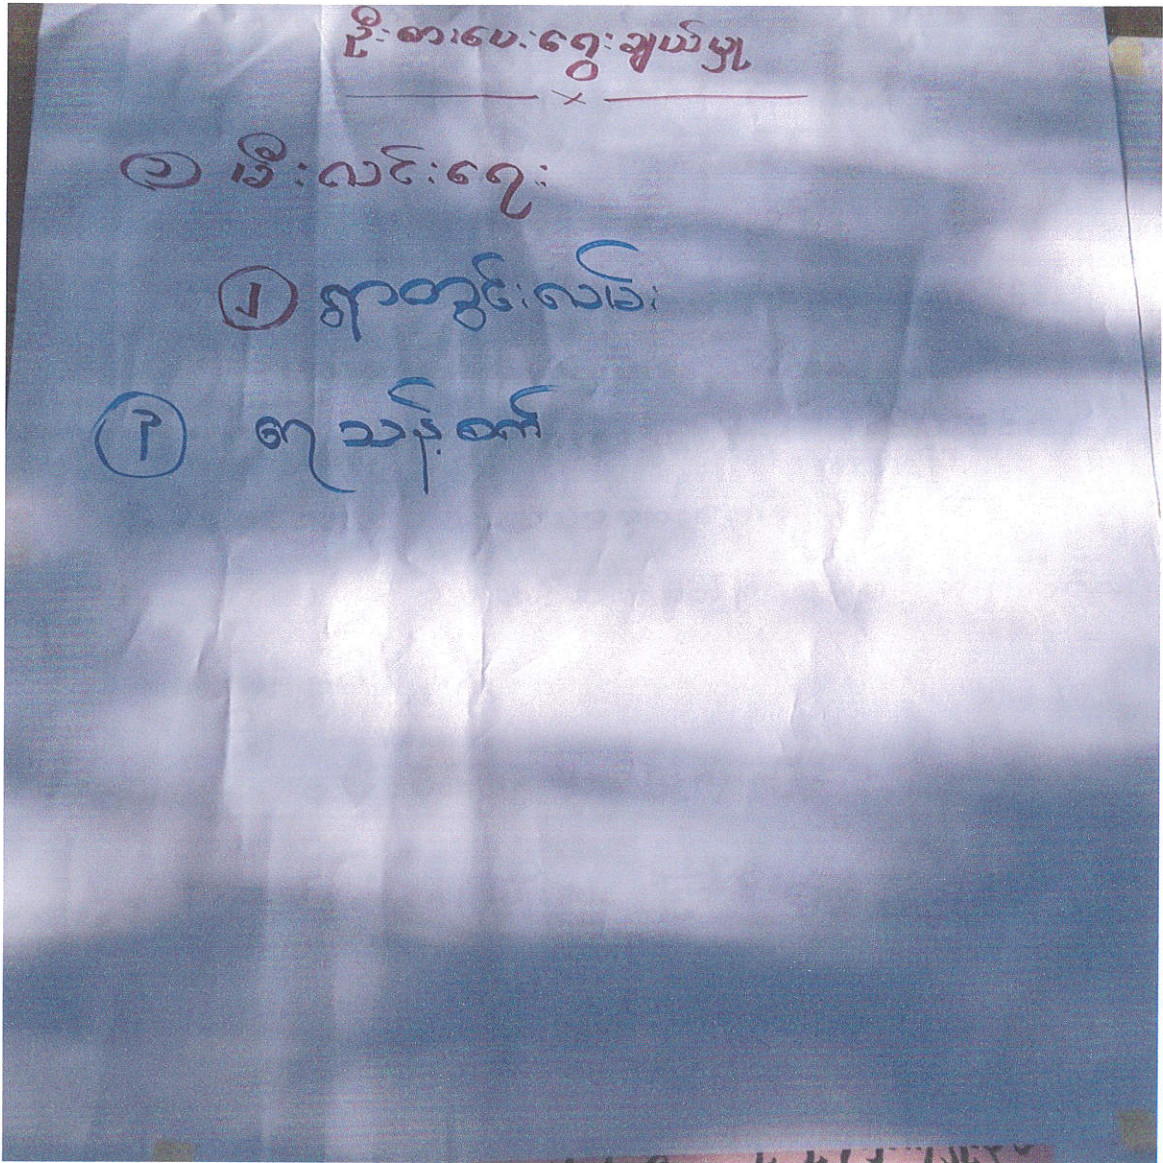 ဦးစားပေးရွေးချယ်မှု
၁ မီးလင်းရေး
၂ ရွာတွင်းလမ်း
၃ ရေသန့်စက်